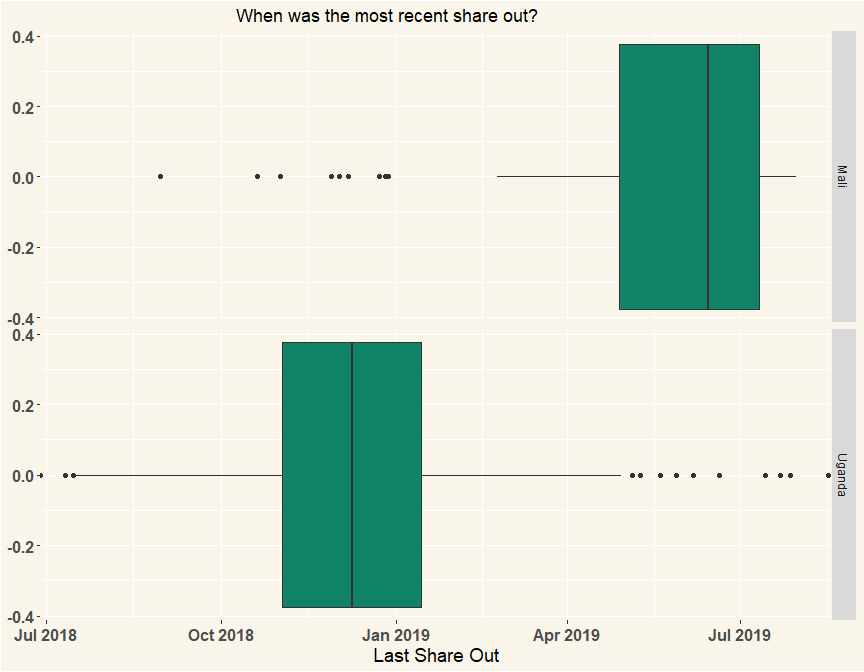 When was the most recent share out?
0.4
0.2
0.0
-0.2
-0.4
Mali
0.4
0.2
0.0
-0.2
-0.4
Uganda
Jul 2018 Oct 2018 Jan 2019 Apr 2019 Jul 2019
Last Share Out